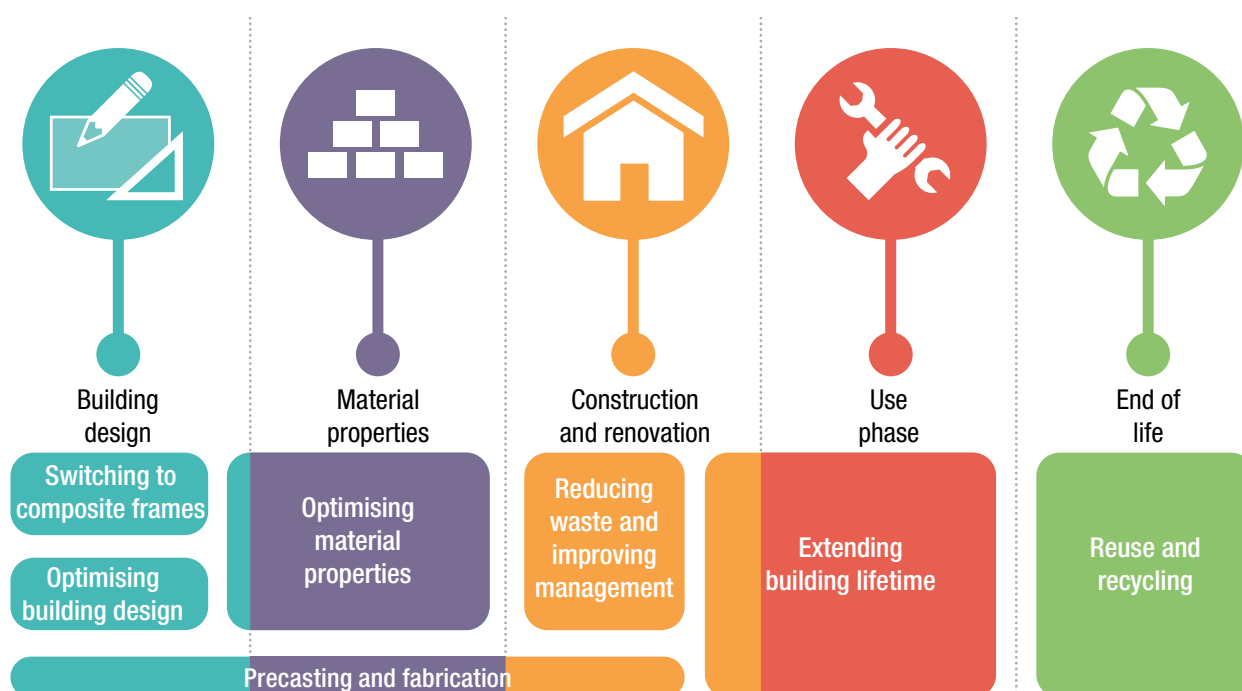 Building
design
Material
properties
Construction
and renovation
Use
phase
End of
life
Switching to
composite frames
Optimising
building design
Optimising
material
properties
Reducing
waste and
improving
management
Extending
building lifetime
Reuse and
recycling
Precasting and fabrication